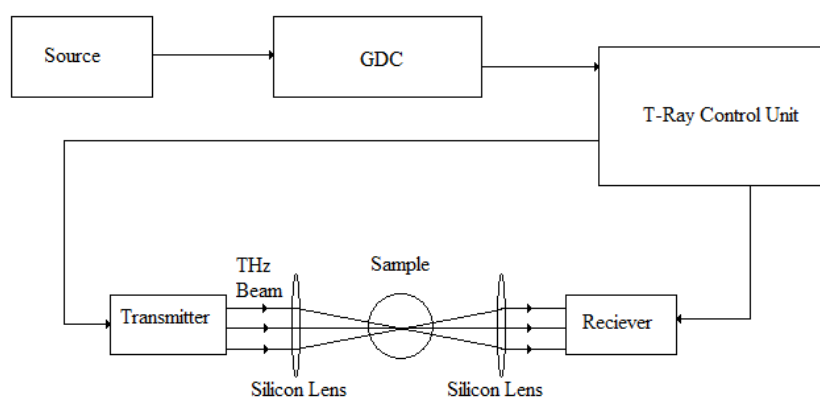 Source
GDC
T-Ray Control Unit
THz
Beam
Sample
Transmitter
Reciever
Silicon Lens
Silicon Lens